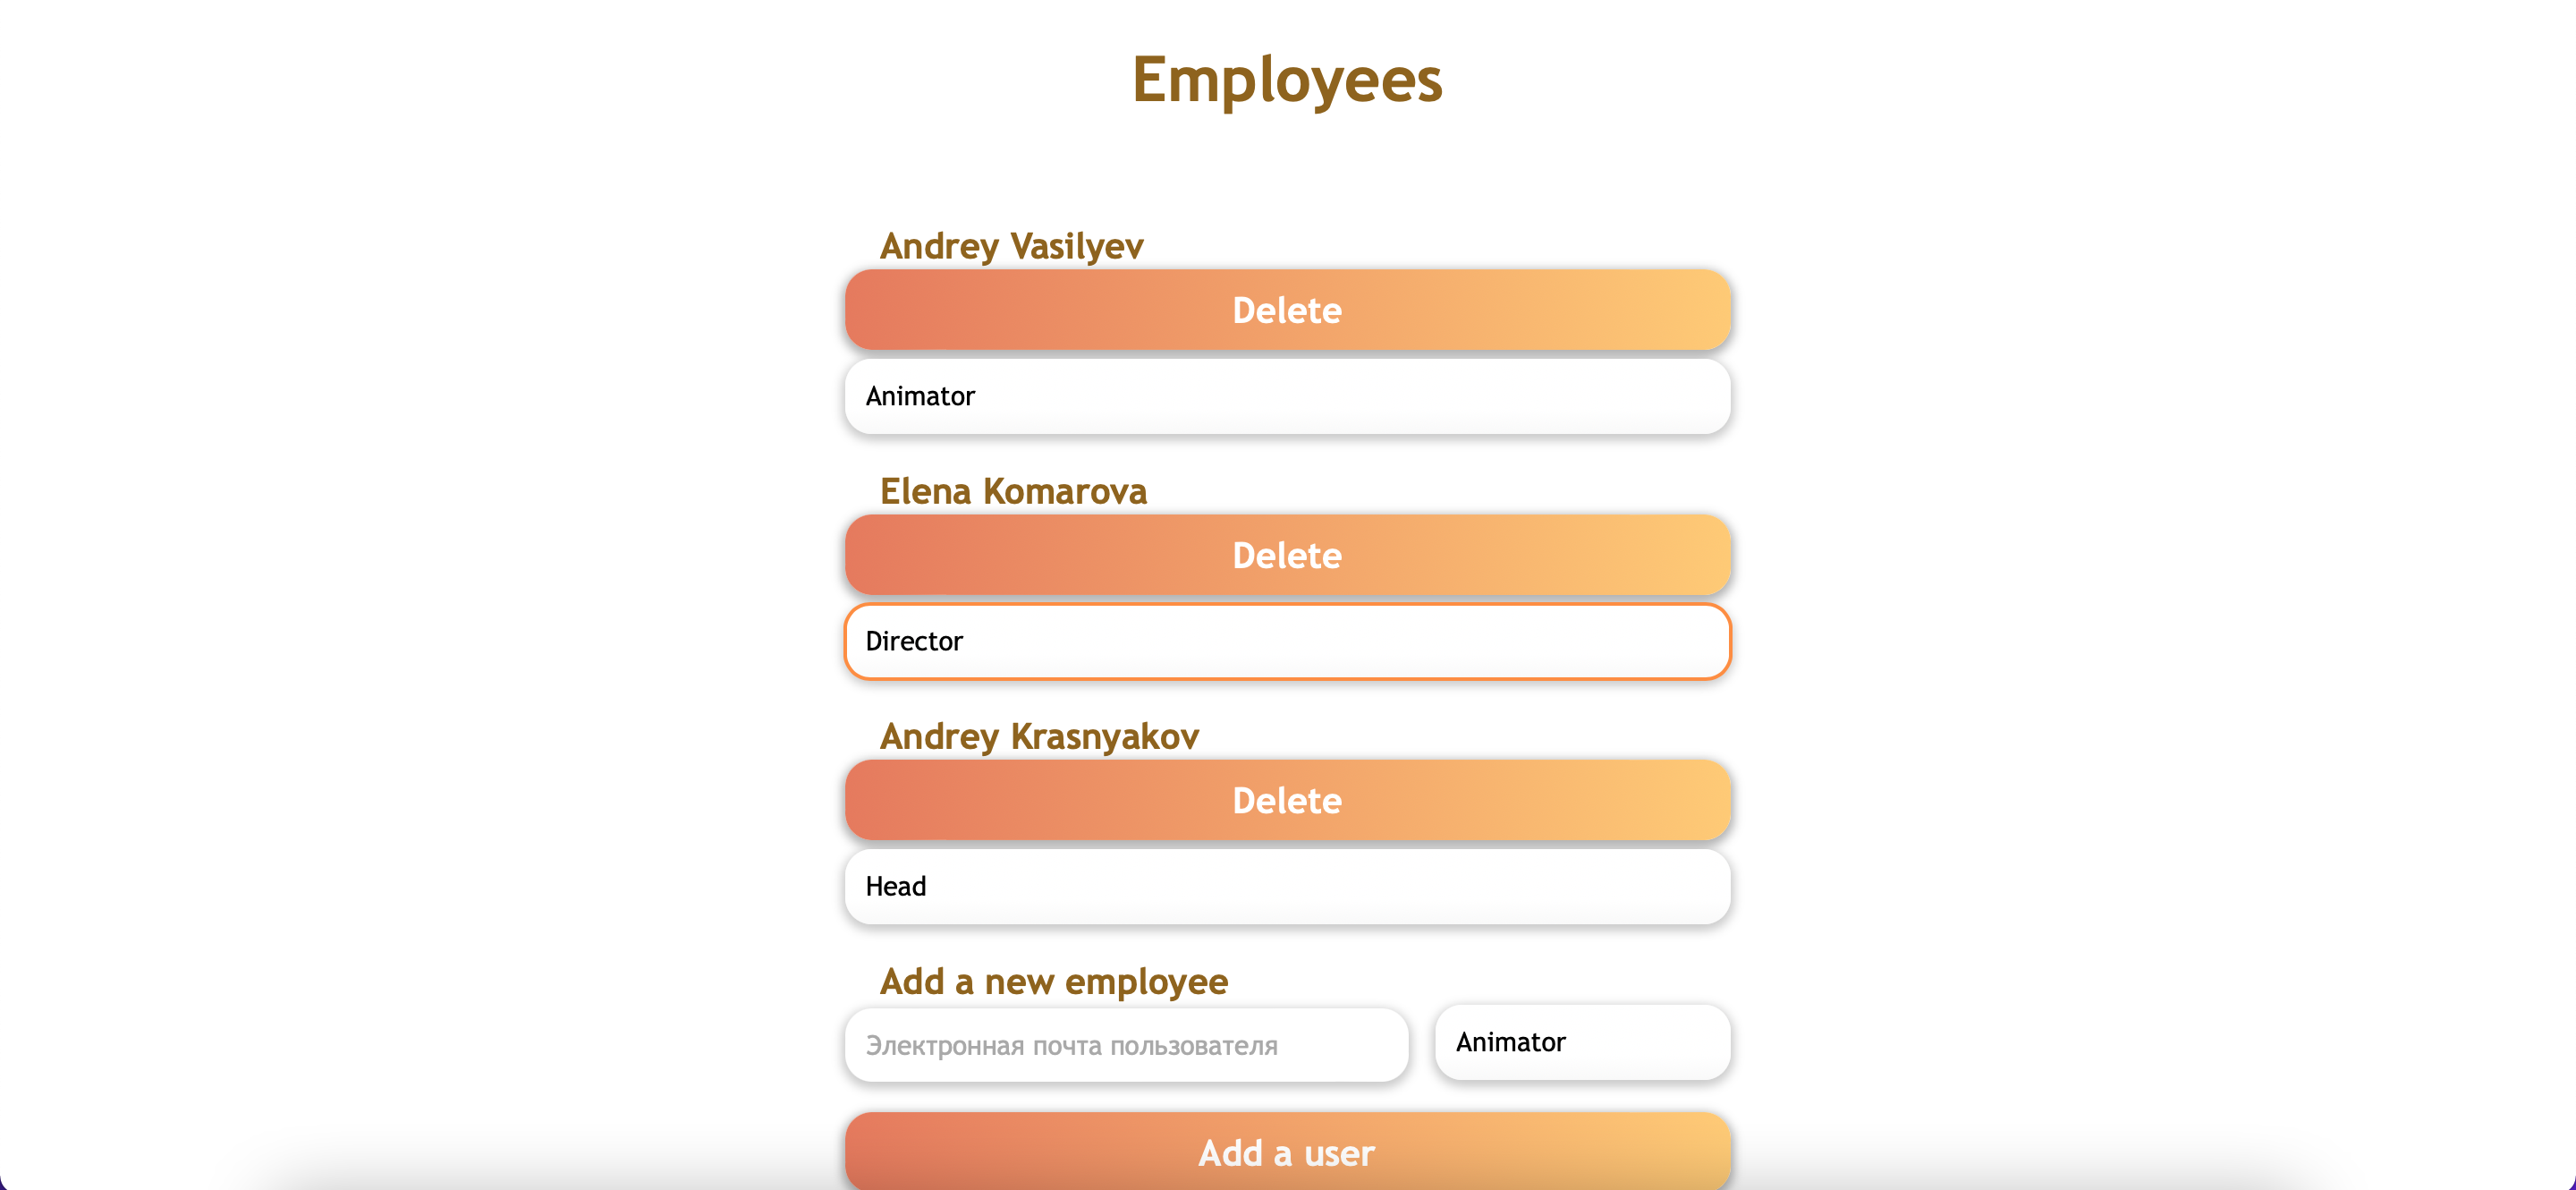 Employees
Andrey Vasilyev
Delete
Animator
Elena Komarova
Delete
Director
Andrey Krasnyakov
Delete
Head
Add a new employee
Электронная почта пользователя
Animator
Add a user